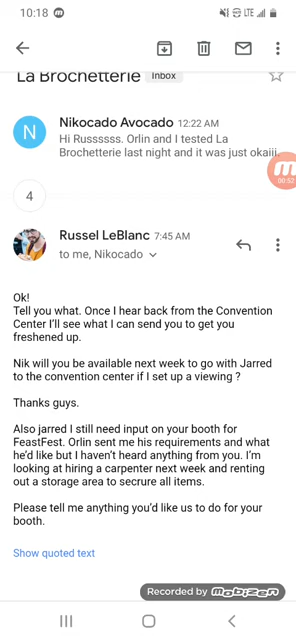 10:18
LTE
La Brochetterie Inbox
Nikocado Avocado 12:22 AM
N
Hi Russssss. Orlin and I tested La
Brochetterie last night and it was just okaiii
00:52
4
Russel LeBlanc 7:45 AM
to me, Nikocado
Ok!
Tell you what. Once I hear back from the Convention
Center I'll see what I can send you to get you
freshened up.
Nik will you be available next week to go with Jarred
to the convention center if I set up a viewing ?
Thanks guys.
Also jarred I still need input on your booth for
FeastFest. Orlin sent me his requirements and what
he'd like but I haven't heard anything from you. I'm
looking at hiring a carpenter next week and renting
out a storage area to secrure all items.
Please tell me anything you'd like us to do for your
booth.
Show quoted text
Recorded by mobizen